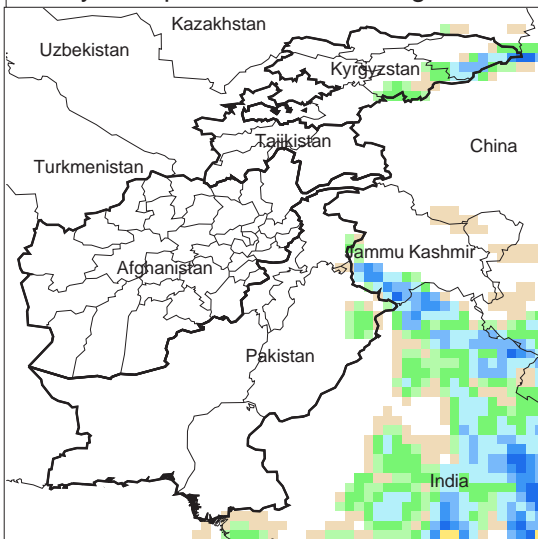 Kazakhstan
Uzbekistan
Kyrgyzstan
Tajikistan
China
Turkmenistan
Jammu Kashmir
Afghanistan
Pakistan
India